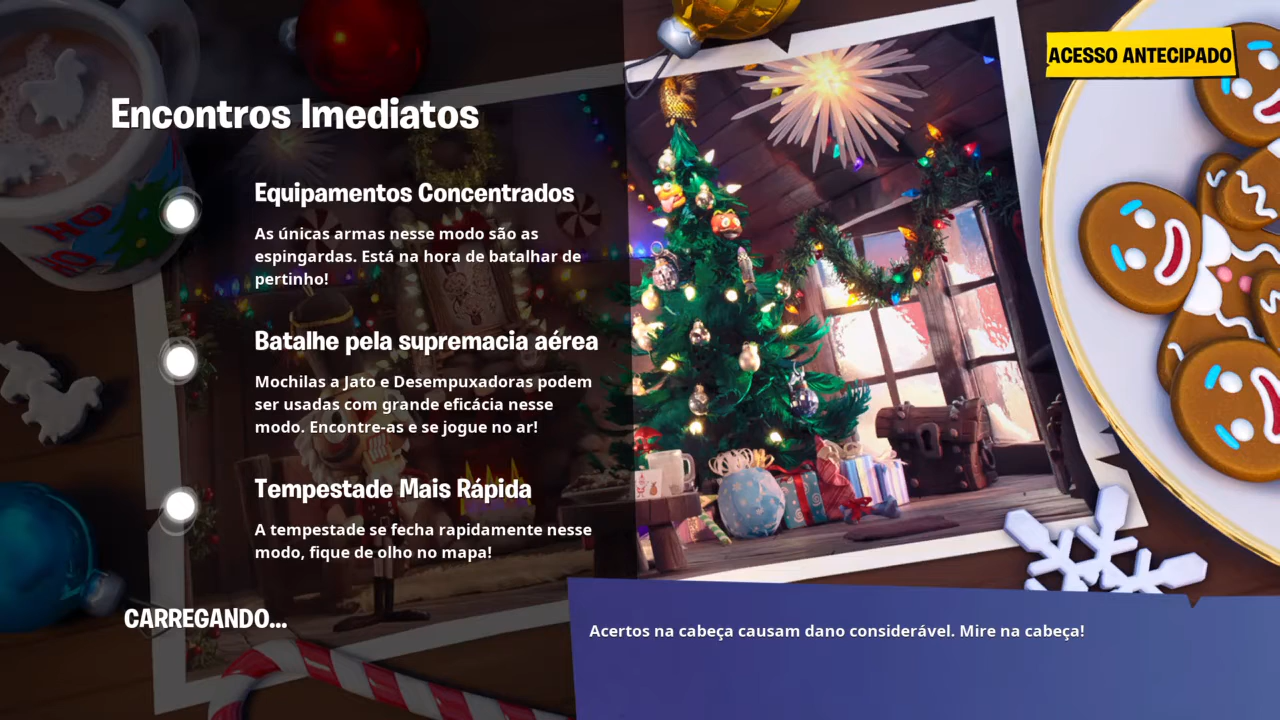 ACESSO ANTECIPADO
Encontros Imediatos
Equipamentos Concentrados
As únicas armas nesse modo são as
espingardas. Está na hora de batalhar de
pertinho!
Batalhe pela supremacia aérea
Mochilas a Jato e Desempuxadoras podem
ser usadas com grande eficácia nesse
modo. Encontre-as e se jogue no ar!
Tempestade Mais Rápida
A tempestade se fecha rapidamente nesse
modo, fique de olho no mapa!
CARREGANDO...
Acertos na cabeça causam dano considerável. Mire na cabeça!
HO
HO